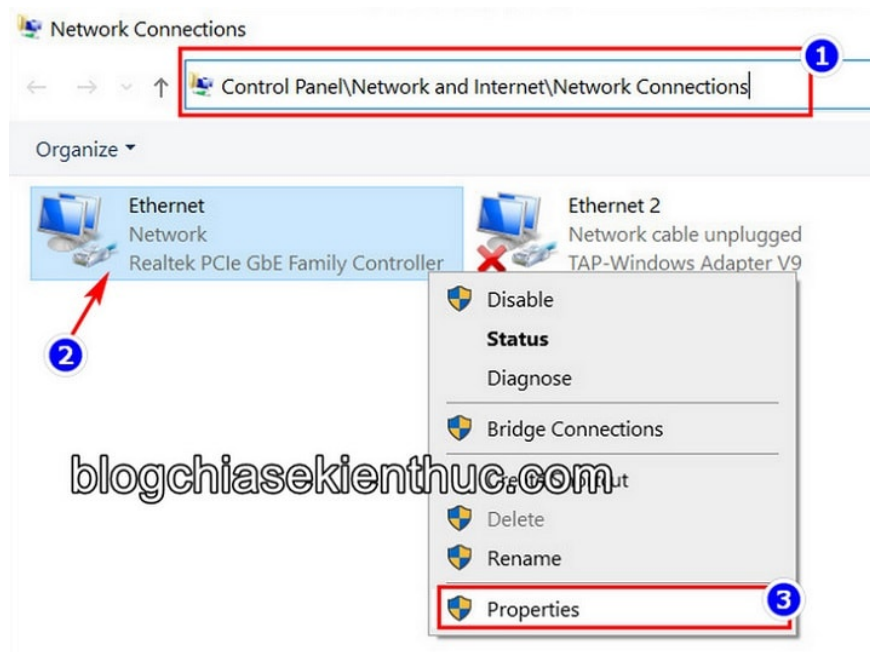 Network Connections
Control Panel\Network and Internet\Network Connections
1
Organize
Ethernet
Network
Realtek PCIe GbE Family Controller
Ethernet 2
Network cable unplugged
TAP-Windows Adapter V9
2
Disable
Status
Diagnose
Bridge Connections
blogchiasekienthuc.com
Delete
Rename
Properties
3